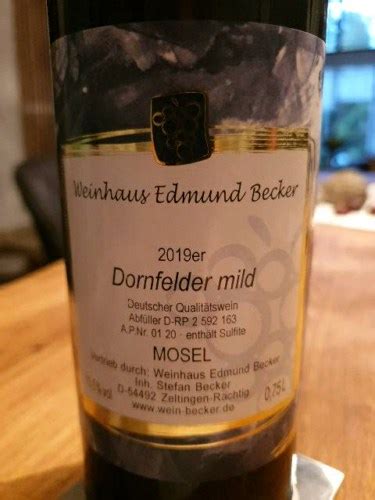 Weinhaus Edmund Becker
2019er
Dornfelder mild
Deutscher Qualitätswein
Abfüller D-RP 2 592 163
A.P.Nr. 01 20 · enthält Sulfite
MOSEL
Vertrieb durch: Weinhaus Edmund Becker
Inh. Stefan Becker
D-54492 Zeltingen-Rachtig
www.wein-becker.de
0,75L